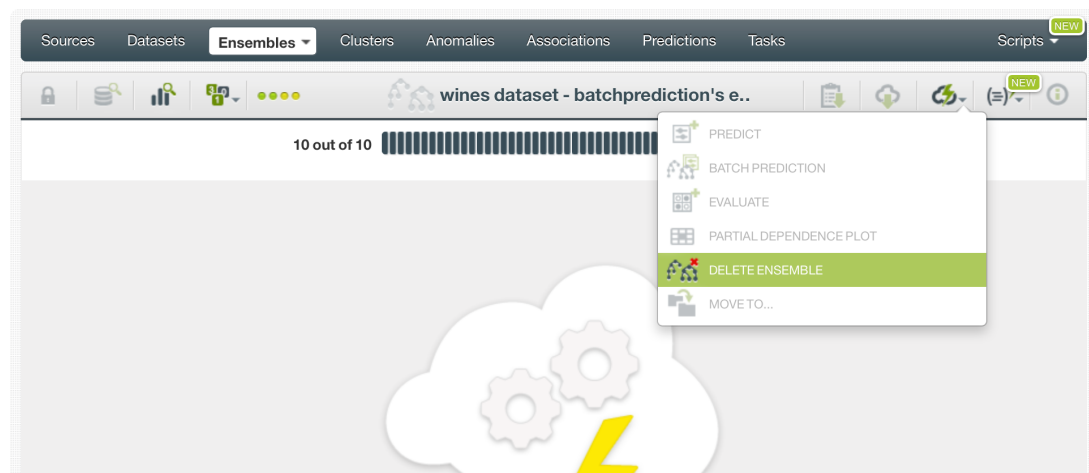 Sources Datasets Ensembles Clusters Anomalies Associations Predictions Tasks Scripts NEW
wines dataset - batchprediction's e.. NEW
10 out of 10
PREDICT
BATCH PREDICTION
EVALUATE
PARTIAL DEPENDENCE PLOT
DELETE ENSEMBLE
MOVE TO...